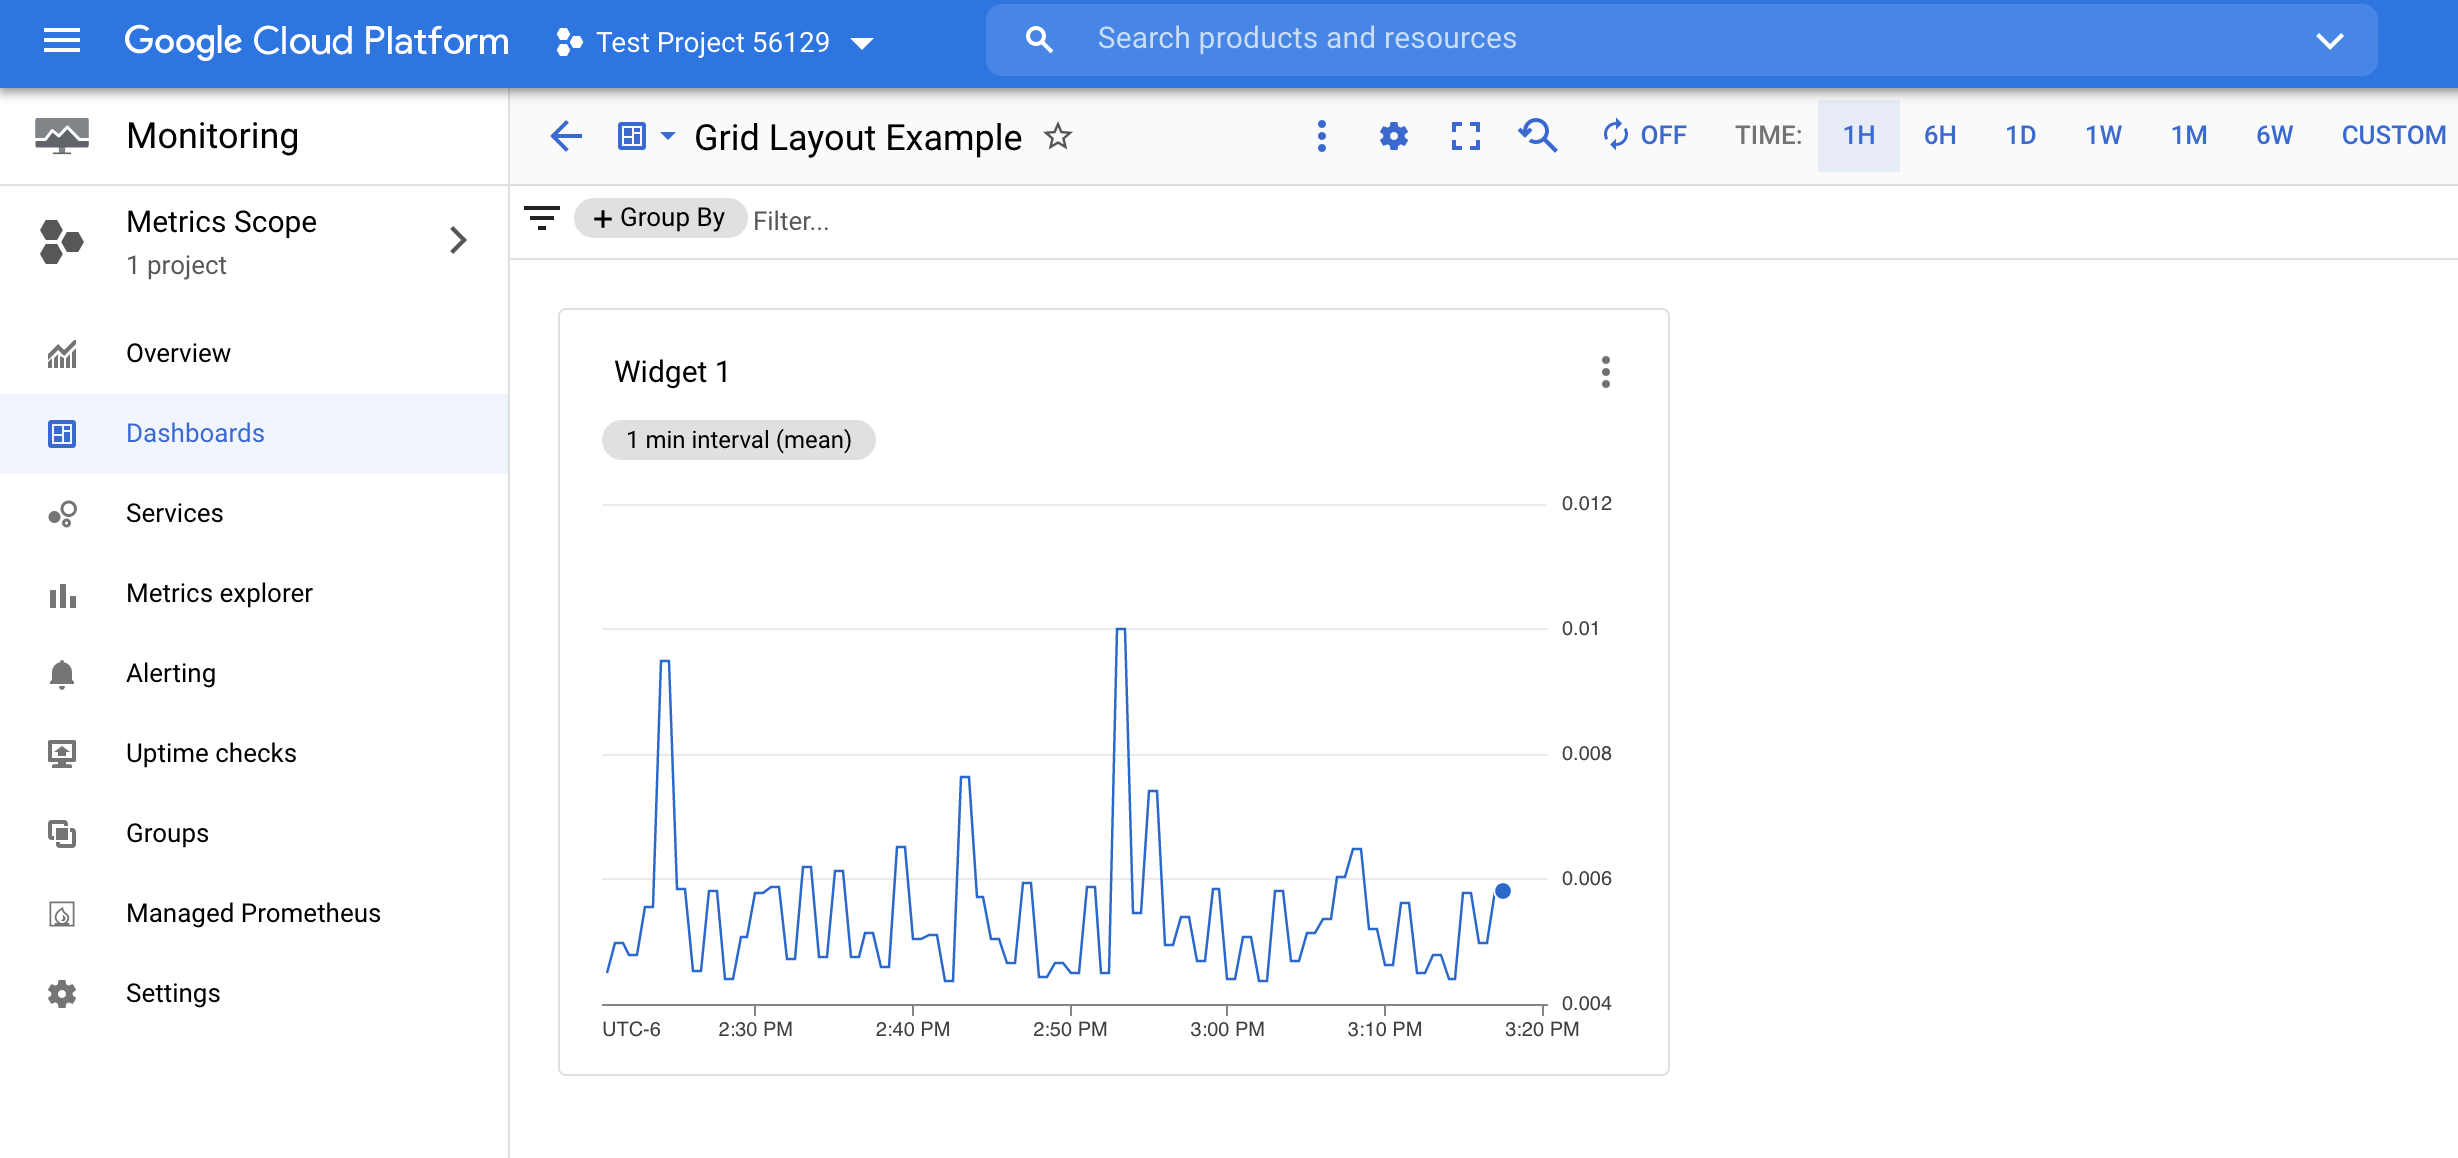 Google Cloud Platform
Test Project 56129
Search products and resources
Monitoring
Grid Layout Example
OFF
TIME: 1H 6H 1D 1W 1M 6W CUSTOM
Metrics Scope
1 project
+ Group By
Filter...
Overview
Dashboards
Services
Metrics explorer
Alerting
Uptime checks
Groups
Managed Prometheus
Settings
Widget 1
1 min interval (mean)
0.012
0.01
0.008
0.006
0.004
UTC-6 2:30 PM 2:40 PM 2:50 PM 3:00 PM 3:10 PM 3:20 PM